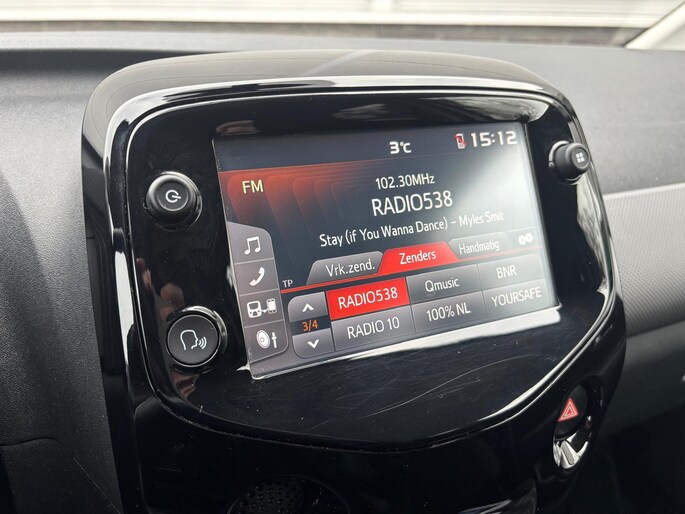 3°C
15:12
FM
102.30MHz
RADIO538
Stay (if You Wanna Dance) – Myles Smit
Vrk.zend. Zenders Handmatig
TP
RADIO538 Qmusic BNR
3/4
RADIO 10 100% NL YOURSAFE